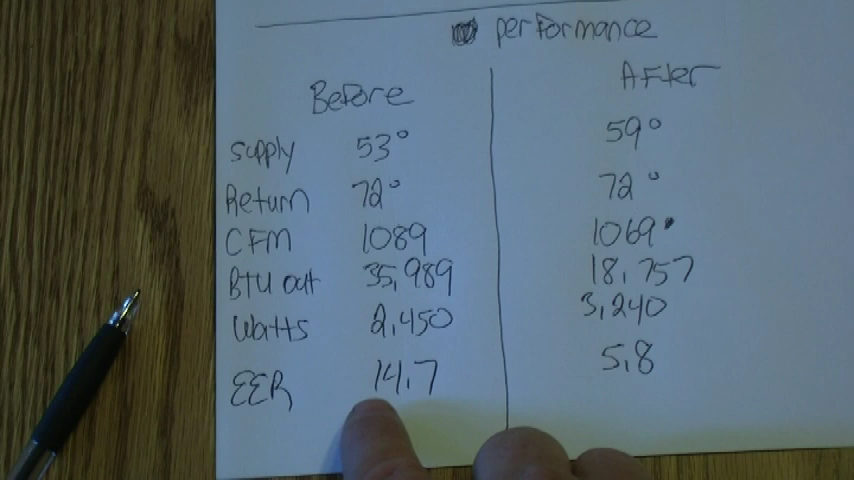 performance
Before After
Supply 53° 59°
Return 72° 72°
CFM 1089 1069
BTU out 35,989 18,757
Watts 2,450 3,240
EER 14.7 5.8